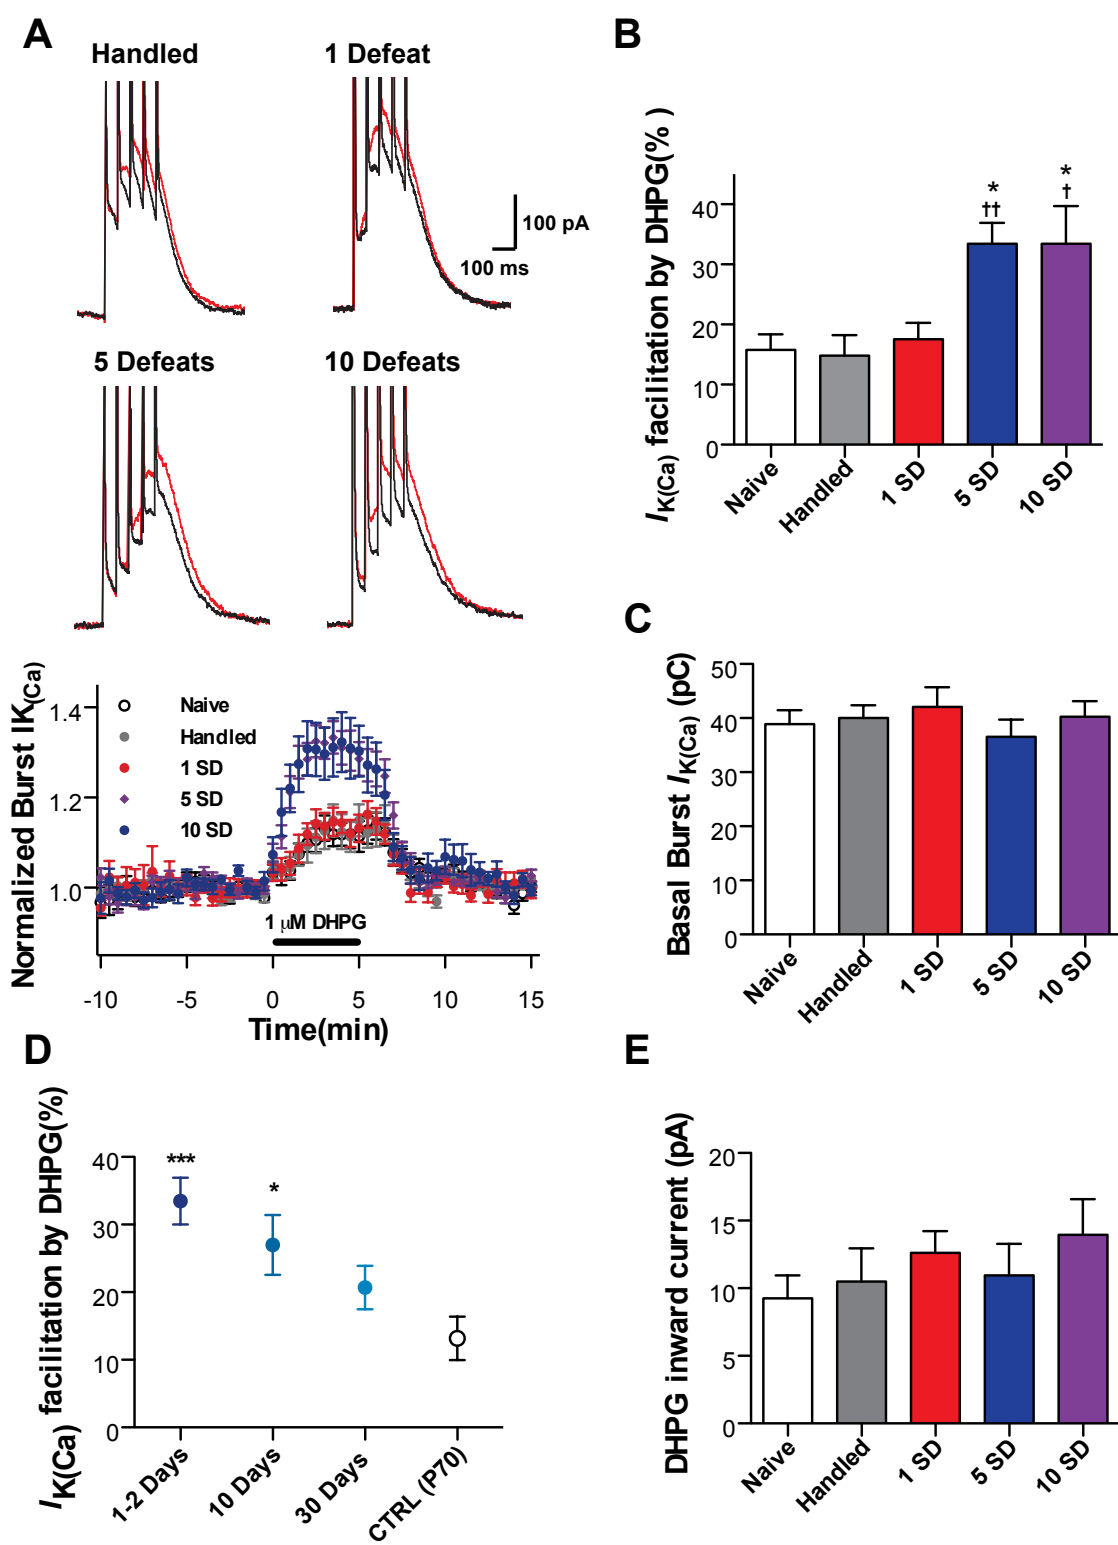 A
Handled
1 Defeat
100 pA
100 ms
5 Defeats
10 Defeats
Normalized Burst IK(Ca)
1.4
1.2
1.0
Naive
Handled
1 SD
5 SD
10 SD
1 μM DHPG
-10
-5
0
5
10
15
Time(min)
B
IK(Ca) facilitation by DHPG(% )
40
30
20
10
0
*
††
*
†
Naive
Handled
1 SD
5 SD
10 SD
C
Basal Burst IK(Ca) (pC)
50
40
30
20
10
0
Naive
Handled
1 SD
5 SD
10 SD
D
IK(Ca) facilitation by DHPG(%)
40
30
20
10
0
***
*
1-2 Days
10 Days
30 Days
CTRL (P70)
E
DHPG inward current (pA)
20
15
10
5
0
Naive
Handled
1 SD
5 SD
10 SD